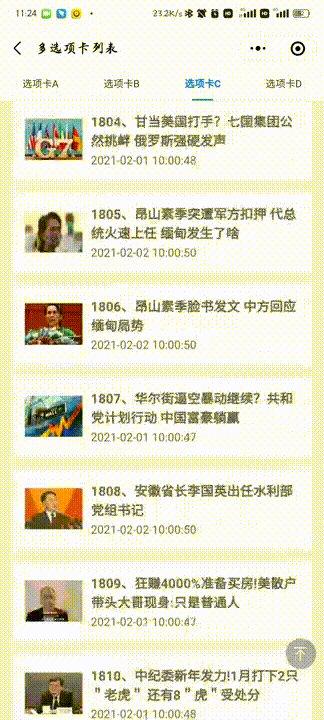 11:24
23.2K/s
多选项卡列表
选项卡A 选项卡B 选项卡C 选项卡D
1804、甘当美国打手？七国集团公
然挑衅 俄罗斯强硬发声
2021-02-01 10:00:48
1805、昂山素季突遭军方扣押 代总
统火速上任 缅甸发生了啥
2021-02-02 10:00:50
1806、昂山素季脸书发文 中方回应
缅甸局势
2021-02-02 10:00:50
1807、华尔街逼空暴动继续？共和
党计划行动 中国富豪躺赢
2021-02-01 10:00:47
1808、安徽省长李国英出任水利部
党组书记
2021-02-02 10:00:50
1809、狂赚4000%准备买房!美散户
带头大哥现身:只是普通人
2021-02-01 10:00:47
1810、中纪委新年发力!1月打下2只
＂老虎＂ 还有8＂虎＂受处分
2021-02-01 10:00:48